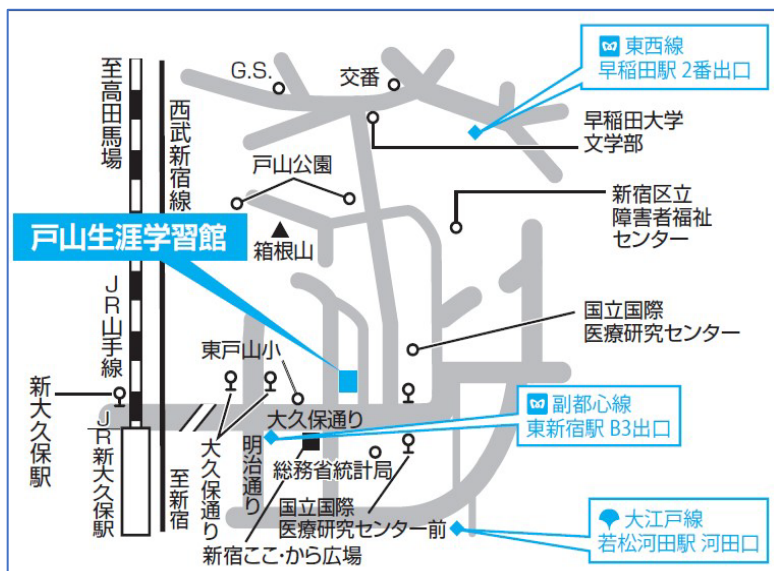 東西線
早稲田駅 2番出口
G.S.
交番
至高田馬場
西武新宿線
早稲田大学
文学部
戸山公園
新宿区立
障害者福祉
センター
戸山生涯学習館
箱根山
JR山手線
国立国際
医療研究センター
東戸山小
新大久保駅
副都心線
東新宿駅 B3出口
大久保通り
JR新大久保駅
至新宿
大久保通り
明治通り
総務省統計局
国立国際
医療研究センター前
新宿ここ・から広場
大江戸線
若松河田駅 河田口